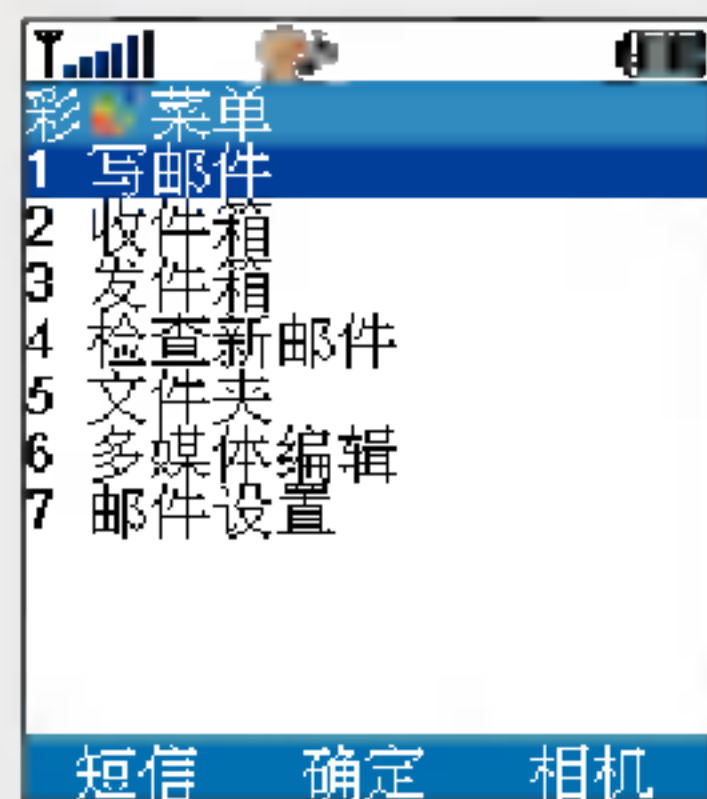 彩 菜单
1 写邮件
2 收件箱
3 发件箱
4 检查新邮件
5 文件夹
6 多媒体编辑
7 邮件设置
短信 确定 相机